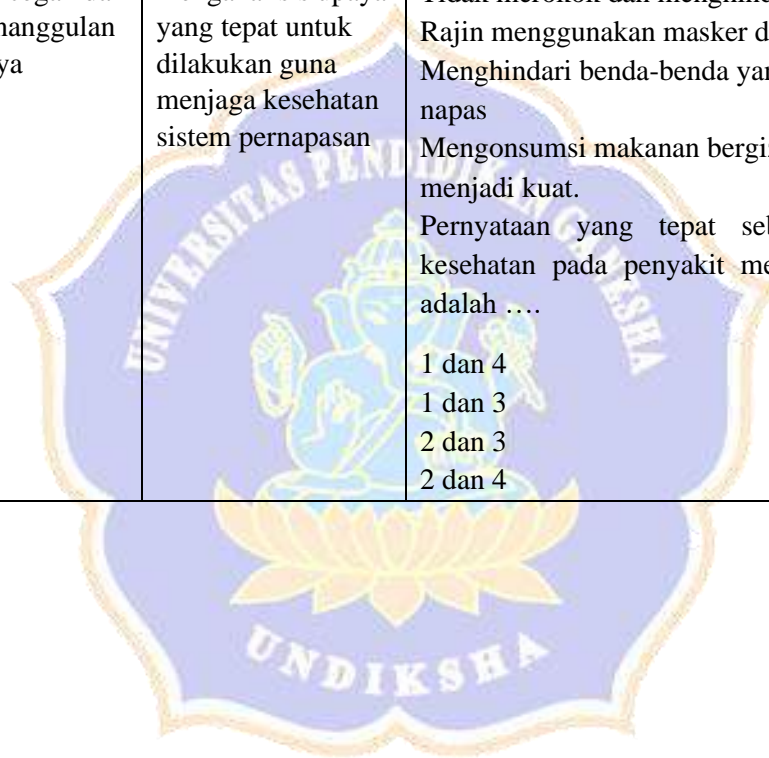 nanggulan
ya
yang tepat untuk
dilakukan guna
menjaga kesehatan
sistem pernapasan
Tidak merokok dan
Rajin menggunakan masker d
Menghindari benda-benda yan
napas
Mengonsumsi makanan bergiz
menjadi kuat.
Pernyataan yang tepat seb
kesehatan pada penyakit me
adalah ….
1 dan 4
1 dan 3
2 dan 3
2 dan 4
UNIVERSITAS PENDIDIKAN GANESHA
UNDIKSHA